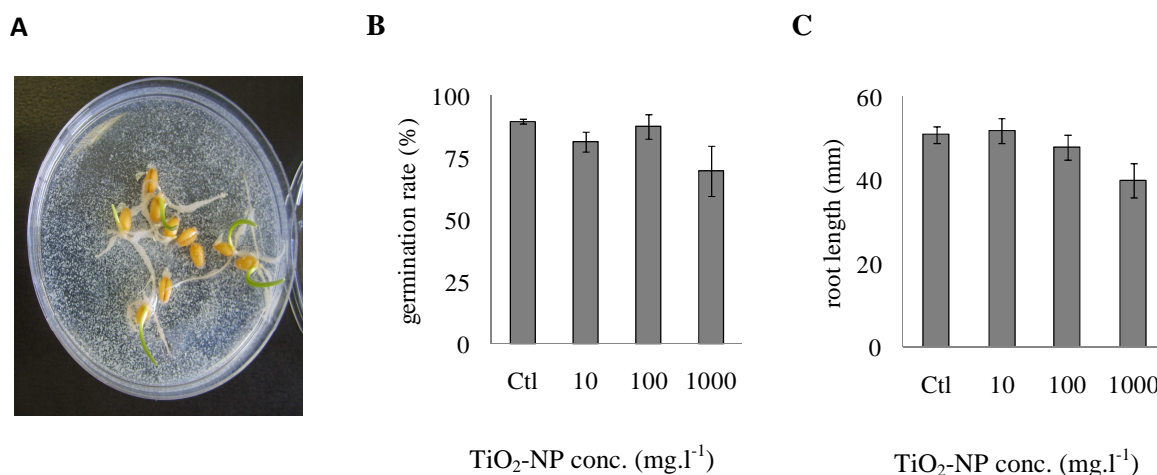 A
B
C
germination rate (%)
100
75
50
25
0
Ctl 10 100 1000
TiO₂-NP conc. (mg.l⁻¹)
root length (mm)
60
40
20
0
Ctl 10 100 1000
TiO₂-NP conc. (mg.l⁻¹)